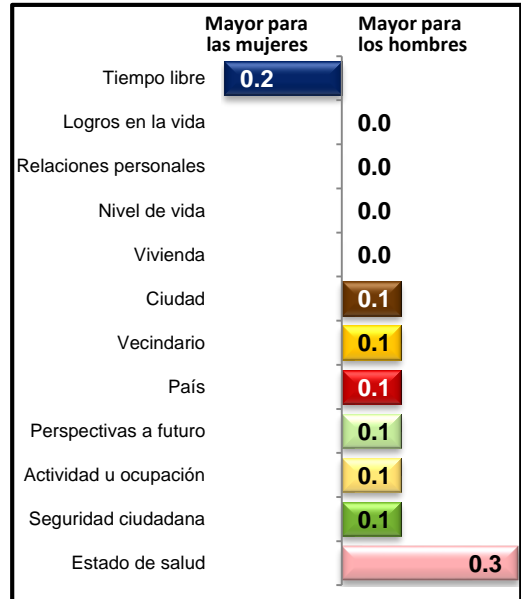 Mayor para
las mujeres
Mayor para
los hombres
Tiempo libre 0.2
Logros en la vida 0.0
Relaciones personales 0.0
Nivel de vida 0.0
Vivienda 0.0
Ciudad 0.1
Vecindario 0.1
País 0.1
Perspectivas a futuro 0.1
Actividad u ocupación 0.1
Seguridad ciudadana 0.1
Estado de salud 0.3